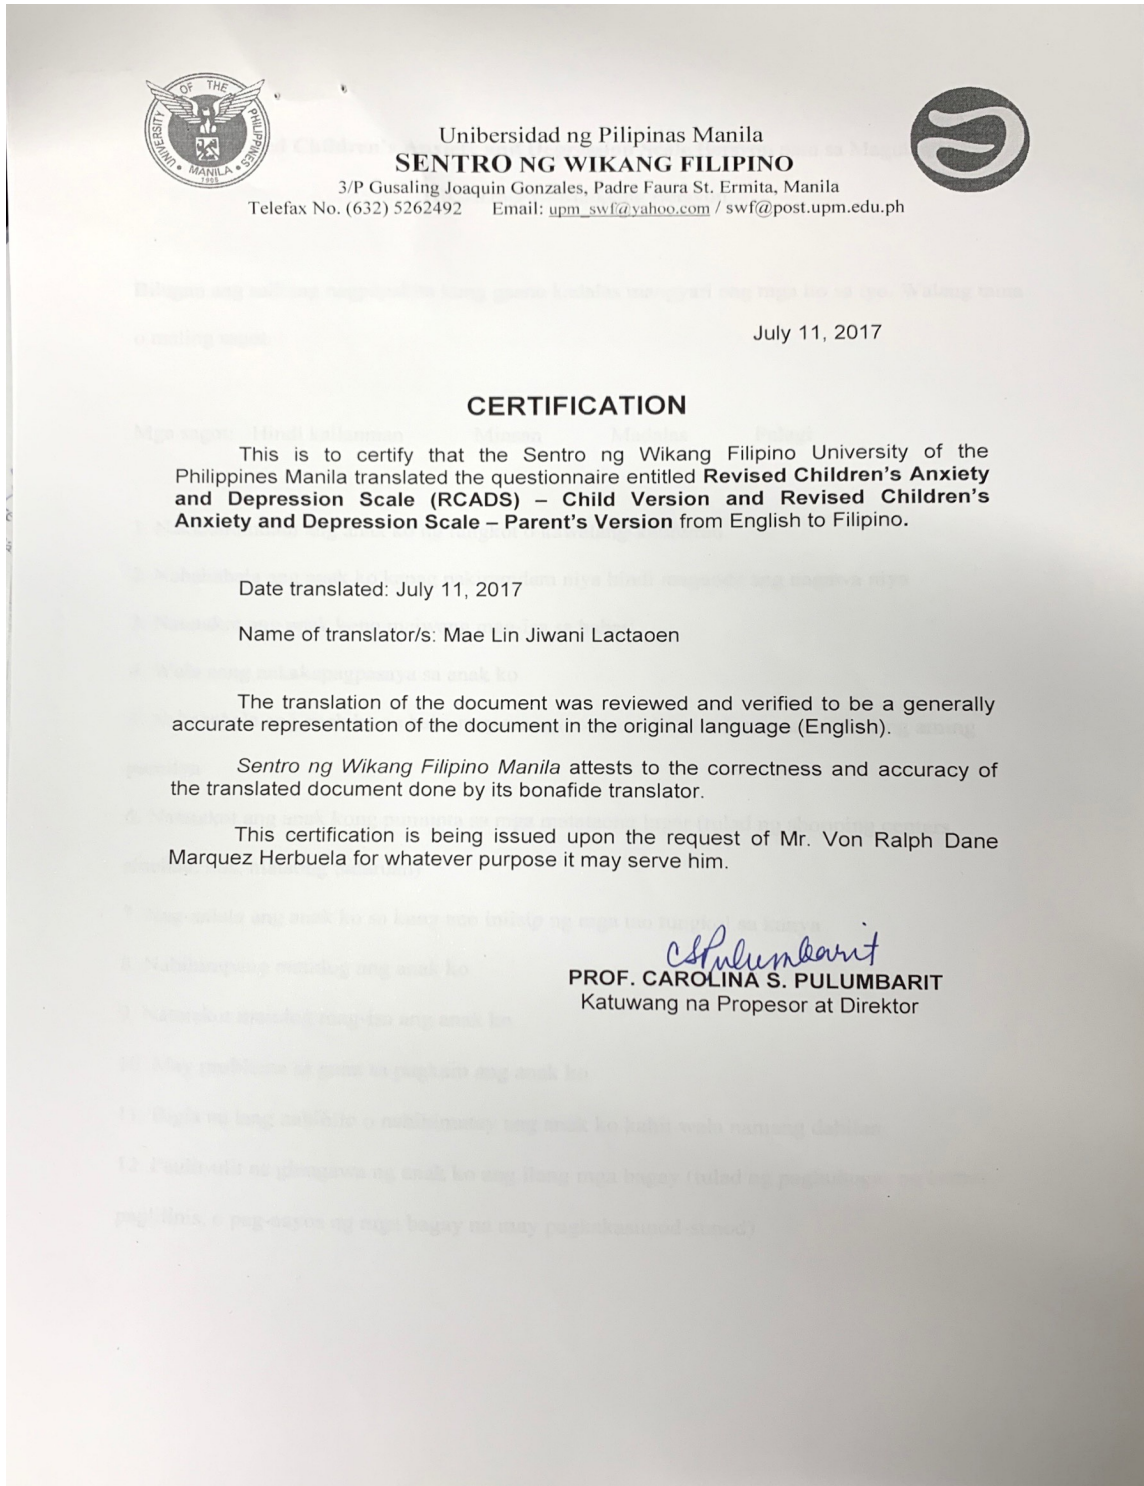 UNIVERSITY OF THE PHILIPPINES
MANILA
1905
Unibersidad ng Pilipinas Manila
SENTRO NG WIKANG FILIPINO
3/P Gusaling Joaquin Gonzales, Padre Faura St. Ermita, Manila
Telefax No. (632) 5262492 Email: upm_swf@yahoo.com / swf@post.upm.edu.ph
July 11, 2017
CERTIFICATION
This is to certify that the Sentro ng Wikang Filipino University of the
Philippines Manila translated the questionnaire entitled Revised Children's Anxiety
and Depression Scale (RCADS) – Child Version and Revised Children's
Anxiety and Depression Scale – Parent's Version from English to Filipino.
Date translated: July 11, 2017
Name of translator/s: Mae Lin Jiwani Lactaoen
The translation of the document was reviewed and verified to be a generally
accurate representation of the document in the original language (English).
Sentro ng Wikang Filipino Manila attests to the correctness and accuracy of
the translated document done by its bonafide translator.
This certification is being issued upon the request of Mr. Von Ralph Dane
Marquez Herbuela for whatever purpose it may serve him.
CSPulumbarit
PROF. CAROLINA S. PULUMBARIT
Katuwang na Propesor at Direktor